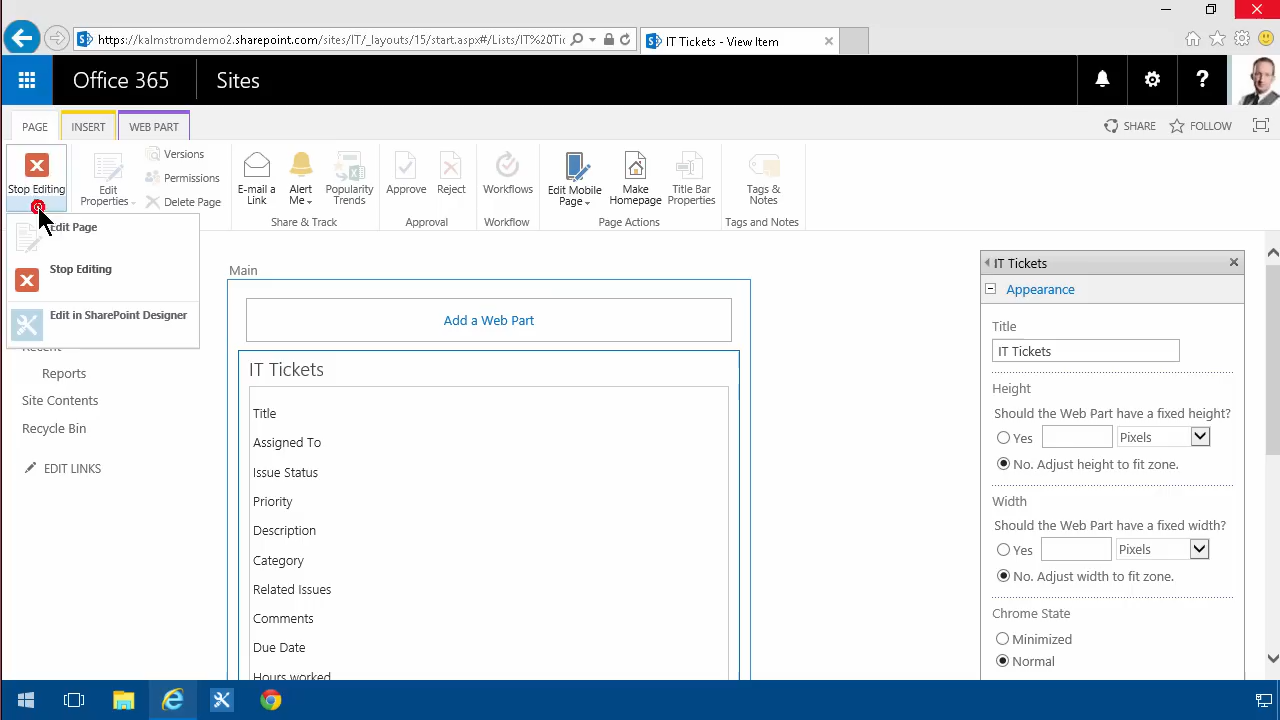 https://kalmstromdemo2.sharepoint.com/sites/IT/_layouts/15/start.aspx#/Lists/IT%20Tic
IT Tickets - View Item
Office 365
Sites
?
PAGE
INSERT
WEB PART
SHARE
FOLLOW
Stop Editing
Edit
Properties
Versions
Permissions
Delete Page
E-mail a
Link
Alert
Me
Popularity
Trends
Share & Track
Approve
Reject
Approval
Workflows
Workflow
Edit Mobile
Page
Make
Homepage
Title Bar
Properties
Page Actions
Tags &
Notes
Tags and Notes
Edit Page
Stop Editing
Edit in SharePoint Designer
Recent
Reports
Site Contents
Recycle Bin
EDIT LINKS
Main
Add a Web Part
IT Tickets
Title
Assigned To
Issue Status
Priority
Description
Category
Related Issues
Comments
Due Date
Hours worked
IT Tickets
Appearance
Title
IT Tickets
Height
Should the Web Part have a fixed height?
Yes
Pixels
No. Adjust height to fit zone.
Width
Should the Web Part have a fixed width?
Yes
Pixels
No. Adjust width to fit zone.
Chrome State
Minimized
Normal